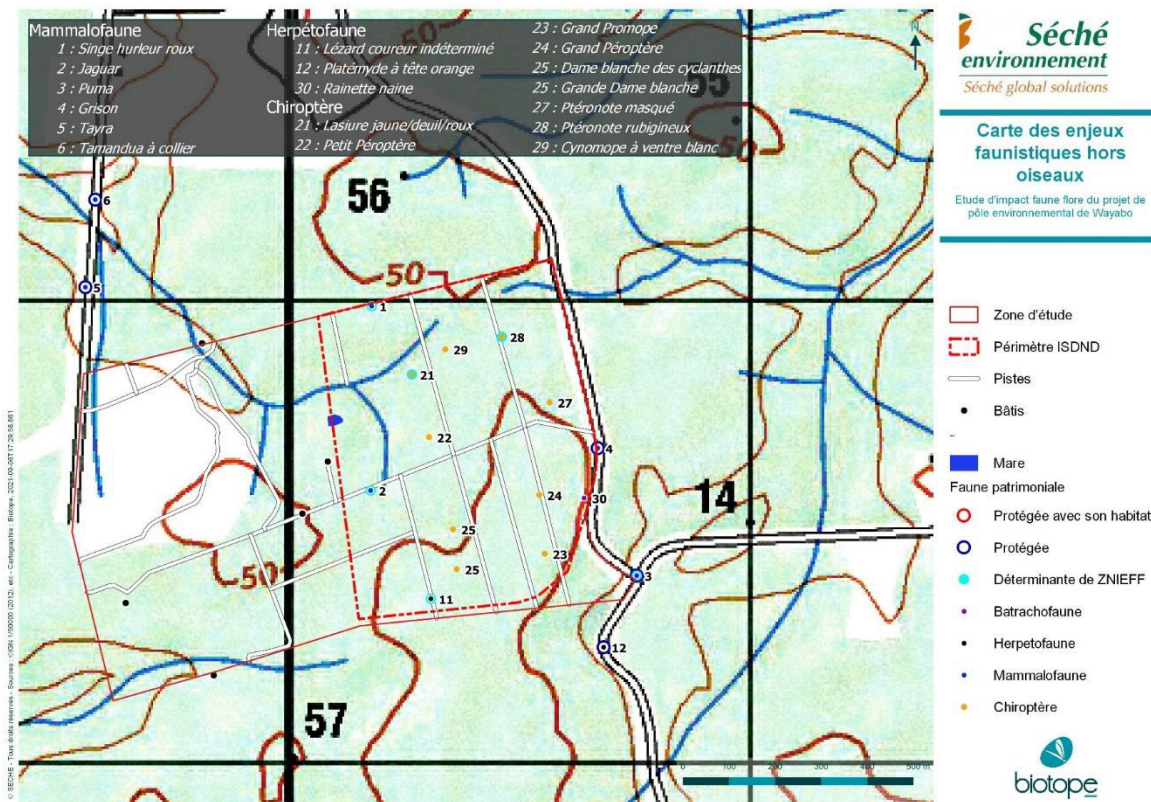 Mammalofaune
1 : Singe hurleur roux
2 : Jaguar
3 : Puma
4 : Grison
5 : Tayra
6 : Tamandua à collier
Herpétofaune
11 : Lézard coureur indéterminé
12 : Platémyde à tête orange
30 : Rainette naine
Chiroptère
21 : Lasiure jaune/deuil/roux
22 : Petit Péroptère
23 : Grand Promope
24 : Grand Péroptère
25 : Dame blanche des cyclanthes
25 : Grande Dame blanche
27 : Ptéronote masqué
28 : Ptéronote rubigineux
29 : Cynomope à ventre blanc
N
55
50
56
6
50
5
1
28
29
21
27
22
4
2
24
30
14
25
50
23
25
3
11
12
57
0 100 200 300 400 500 m
Séché
environnement
Séché global solutions
Carte des enjeux
faunistiques hors
oiseaux
Etude d'impact faune flore du projet de
pôle environnemental de Wayabo
Zone d'étude
Périmètre ISDND
Pistes
Bâtis
Mare
Faune patrimoniale
Protégée avec son habitat
Protégée
Déterminante de ZNIEFF
Batrachofaune
Herpetofaune
Mammalofaune
Chiroptère
biotope